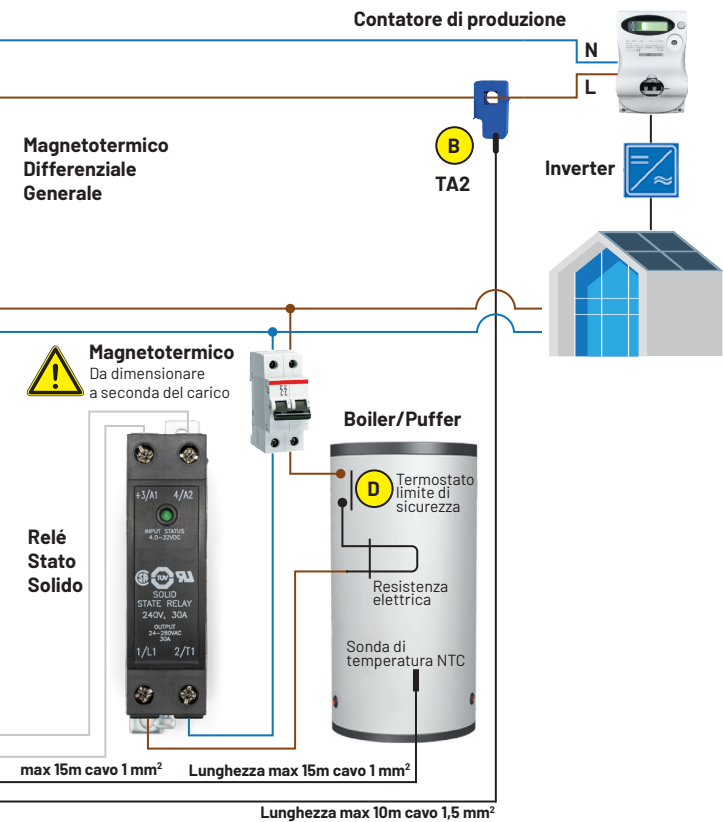 Contatore di produzione
N
L
Magnetotermico
Differenziale
Generale
B
TA2
Inverter
Magnetotermico
Da dimensionare
a seconda del carico
Boiler/Puffer
D
Termostato
limite di
sicurezza
+3/A1 4/A2
INPUT STATUS
4.0-32VDC
Relé
Stato
Solido
TUV
SOLID
STATE RELAY
240V, 30A
OUTPUT
24-280VAC
30A
1/L1 2/T1
Resistenza
elettrica
Sonda di
temperatura NTC
max 15m cavo 1 mm²
Lunghezza max 15m cavo 1 mm²
Lunghezza max 10m cavo 1,5 mm²